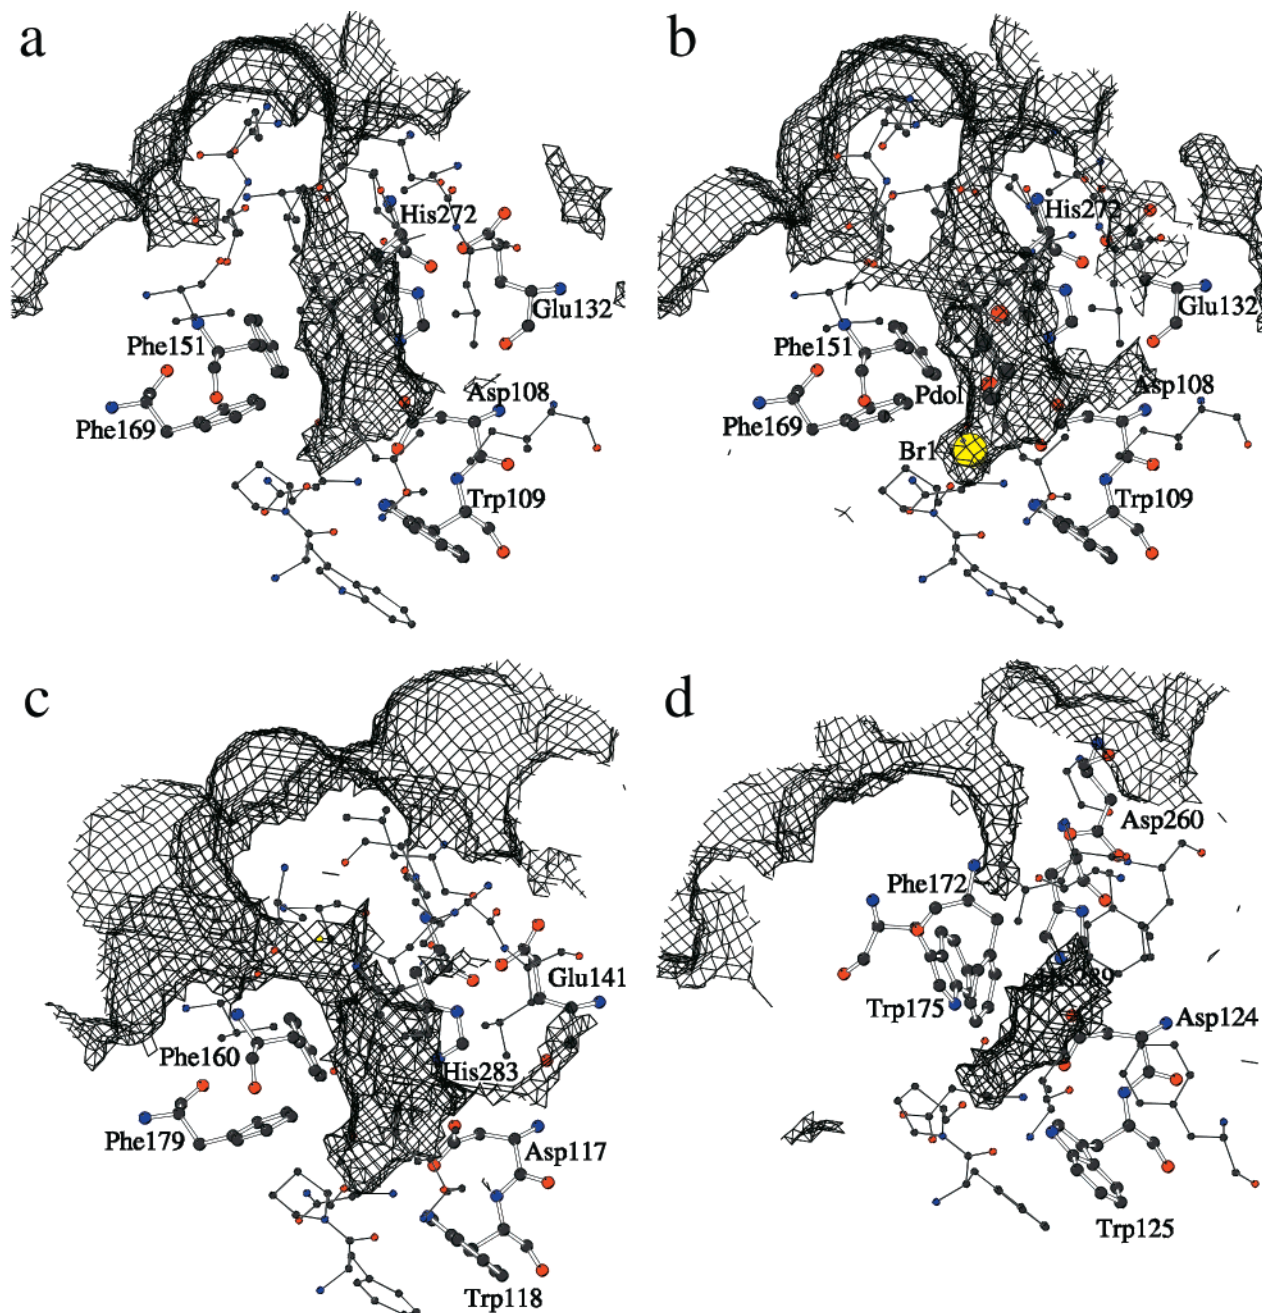 a
His272
Glu132
Phe151
Asp108
Phe169
Trp109
b
His272
Glu132
Phe151
Pdol
Asp108
Phe169
Br1
Trp109
c
Glu141
Phe160
His283
Phe179
Asp117
Trp118
d
Asp260
Phe172
Trp175
Asp124
Trp125